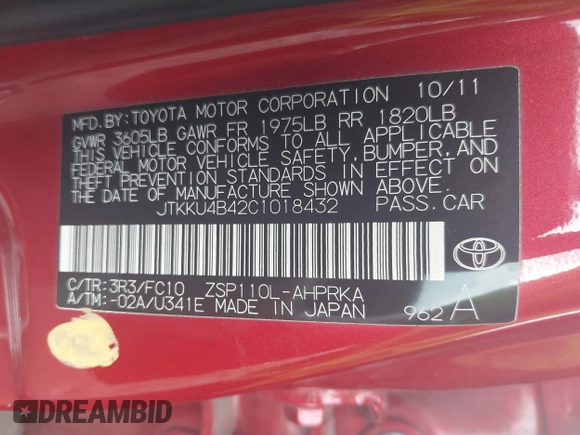 MFD.BY:TOYOTA MOTOR CORPORATION 10/11
GVWR 3605LB GAWR FR 1975LB RR 1820LB
THIS VEHICLE CONFORMS TO ALL APPLICABLE
FEDERAL MOTOR VEHICLE SAFETY,BUMPER,AND
THEFT PREVENTION STANDARDS IN EFFECT ON
THE DATE OF MANUFACTURE SHOWN ABOVE.
JTKKU4B42C1018432 PASS.CAR
C/TR:3R3/FC10 ZSP110L-AHPRKA
A/TM:-02A/U341E MADE IN JAPAN 962 A
DREAMBID